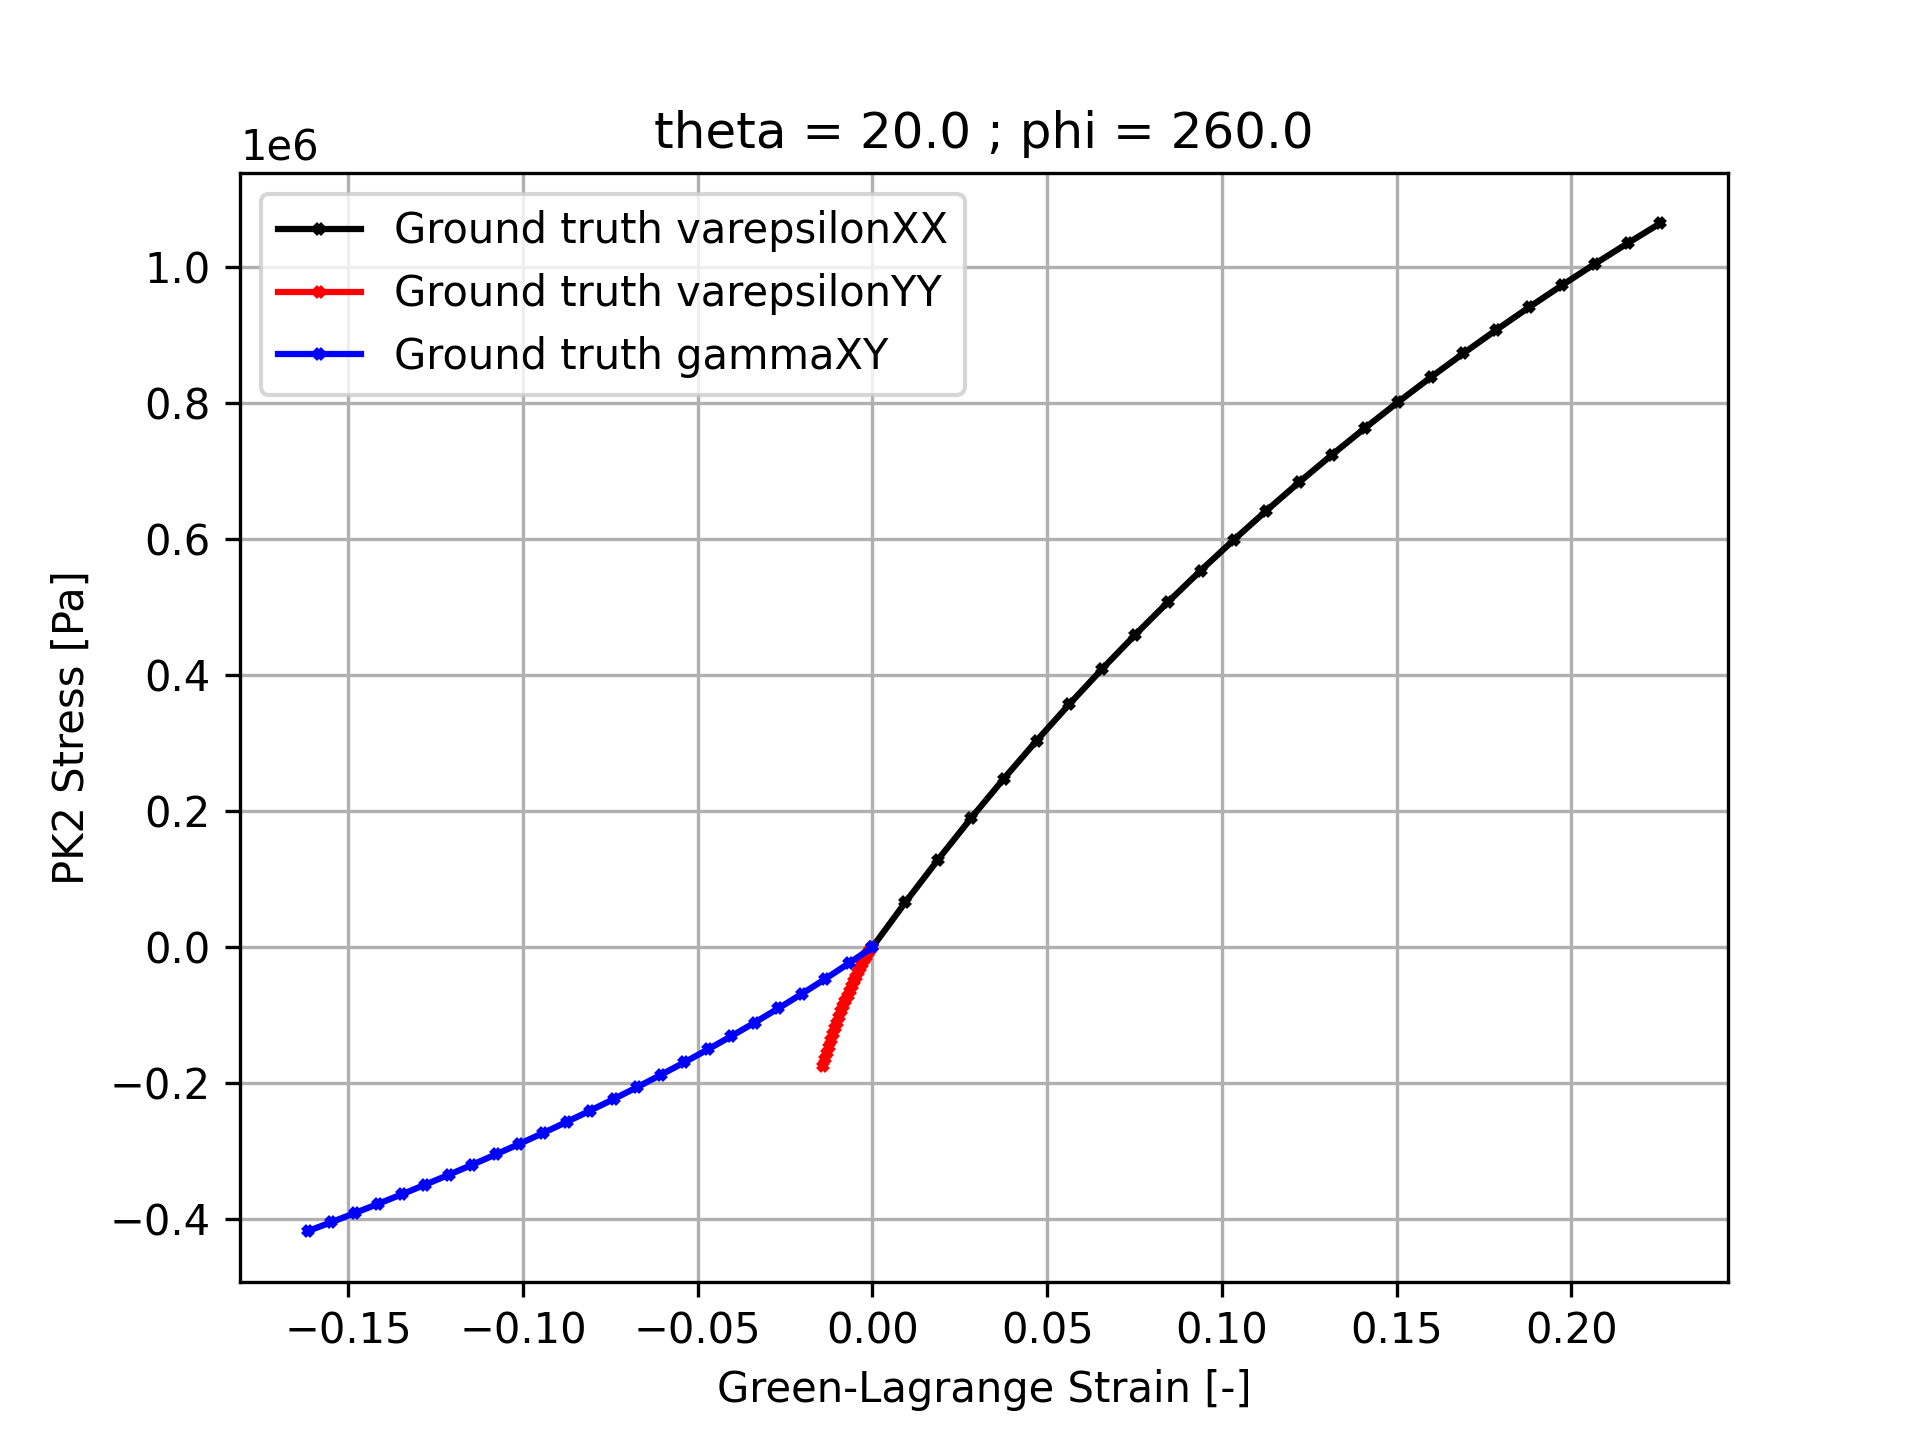 theta = 20.0 ; phi = 260.0
1e6
Ground truth varepsilonXX
Ground truth varepsilonYY
Ground truth gammaXY
1.0
0.8
0.6
0.4
0.2
0.0
−0.2
−0.4
PK2 Stress [Pa]
−0.15 −0.10 −0.05 0.00 0.05 0.10 0.15 0.20
Green-Lagrange Strain [-]